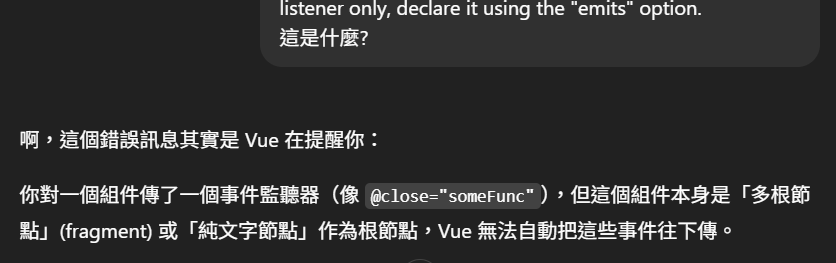 listener only, declare it using the "emits" option.
這是什麼?
啊，這個錯誤訊息其實是 Vue 在提醒你：
你對一個組件傳了一個事件監聽器（像 @close="someFunc"），但這個組件本身是「多根節
點」(fragment) 或「純文字節點」作為根節點，Vue 無法自動把這些事件往下傳。